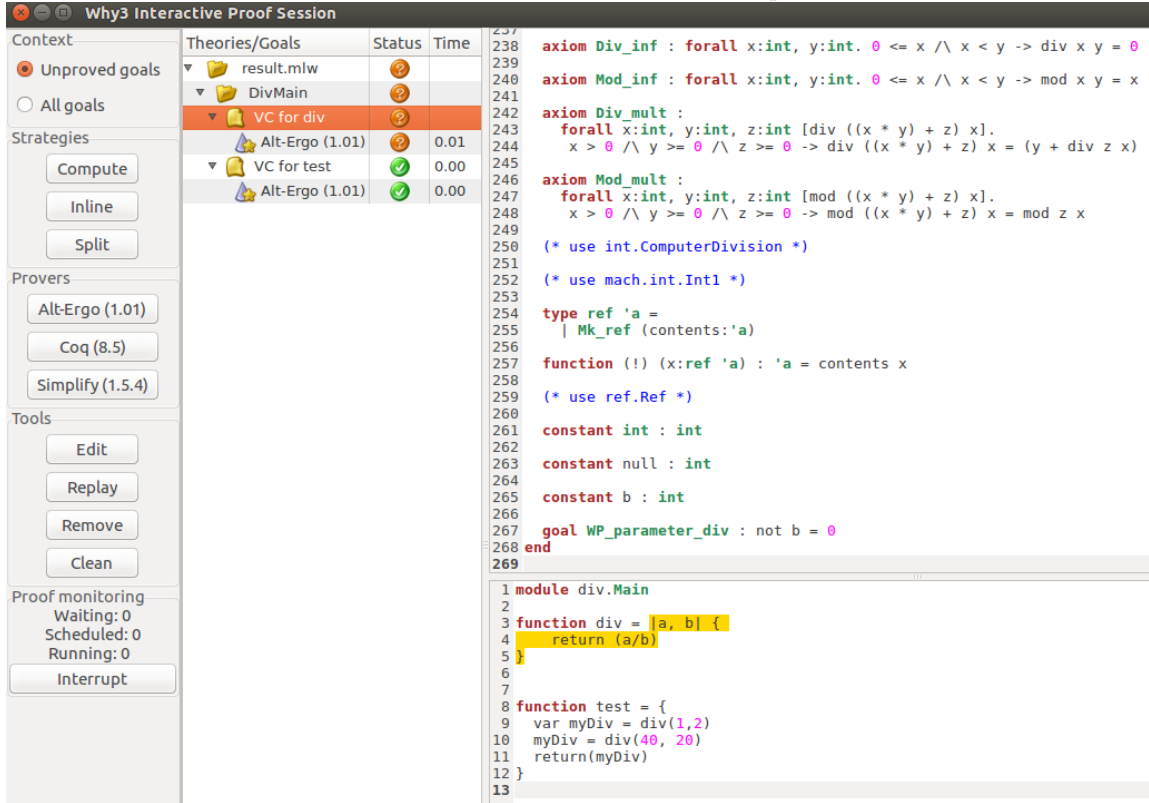 Why3 Interactive Proof Session
Context
Unproved goals
All goals
Strategies
Compute
Inline
Split
Provers
Alt-Ergo (1.01)
Coq (8.5)
Simplify (1.5.4)
Tools
Edit
Replay
Remove
Clean
Proof monitoring
Waiting: 0
Scheduled: 0
Running: 0
Interrupt
Theories/Goals Status Time
result.mlw
DivMain
VC for div
Alt-Ergo (1.01) 0.01
VC for test 0.00
Alt-Ergo (1.01) 0.00
237
238 axiom Div_inf : forall x:int, y:int. 0 <= x /\ x < y -> div x y = 0
239
240 axiom Mod_inf : forall x:int, y:int. 0 <= x /\ x < y -> mod x y = x
241
242 axiom Div_mult :
243 forall x:int, y:int, z:int [div ((x * y) + z) x].
244 x > 0 /\ y >= 0 /\ z >= 0 -> div ((x * y) + z) x = (y + div z x)
245
246 axiom Mod_mult :
247 forall x:int, y:int, z:int [mod ((x * y) + z) x].
248 x > 0 /\ y >= 0 /\ z >= 0 -> mod ((x * y) + z) x = mod z x
249
250 (* use int.ComputerDivision *)
251
252 (* use mach.int.Int1 *)
253
254 type ref 'a =
255 | Mk_ref (contents:'a)
256
257 function (!) (x:ref 'a) : 'a = contents x
258
259 (* use ref.Ref *)
260
261 constant int : int
262
263 constant null : int
264
265 constant b : int
266
267 goal WP_parameter_div : not b = 0
268 end
269
1 module div.Main
2
3 function div = |a, b| {
4 return (a/b)
5 }
6
7
8 function test = {
9 var myDiv = div(1,2)
10 myDiv = div(40, 20)
11 return(myDiv)
12 }
13